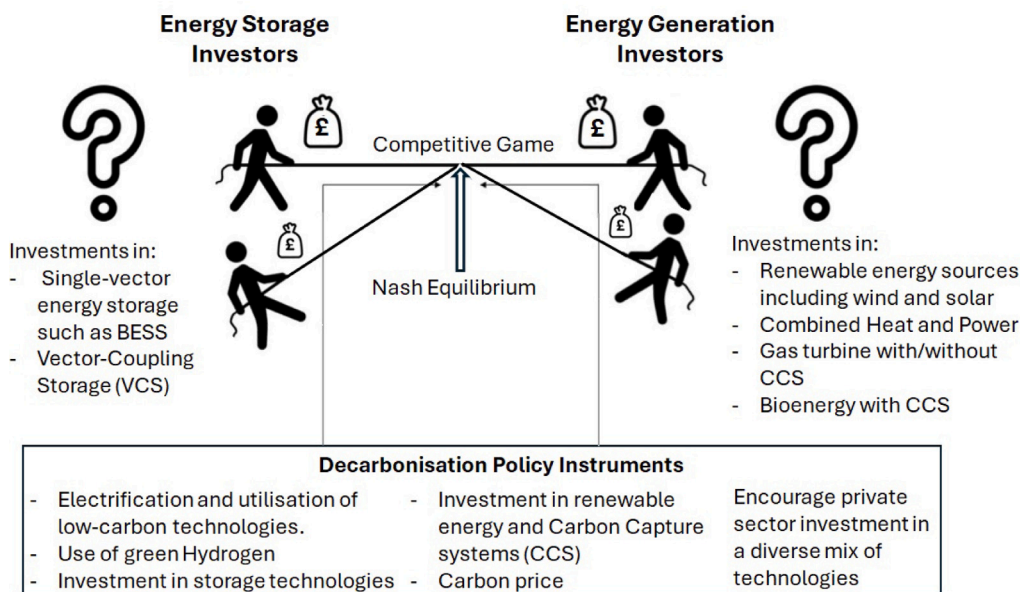 Energy Storage
Investors
Energy Generation
Investors
£
£
Competitive Game
£
£
Nash Equilibrium
Investments in:
- Single-vector
energy storage
such as BESS
- Vector-Coupling
Storage (VCS)
Investments in:
- Renewable energy sources
including wind and solar
- Combined Heat and Power
- Gas turbine with/without
CCS
- Bioenergy with CCS
Decarbonisation Policy Instruments
- Electrification and utilisation of
low-carbon technologies.
- Use of green Hydrogen
- Investment in storage technologies
- Investment in renewable
energy and Carbon Capture
systems (CCS)
- Carbon price
Encourage private
sector investment in
a diverse mix of
technologies